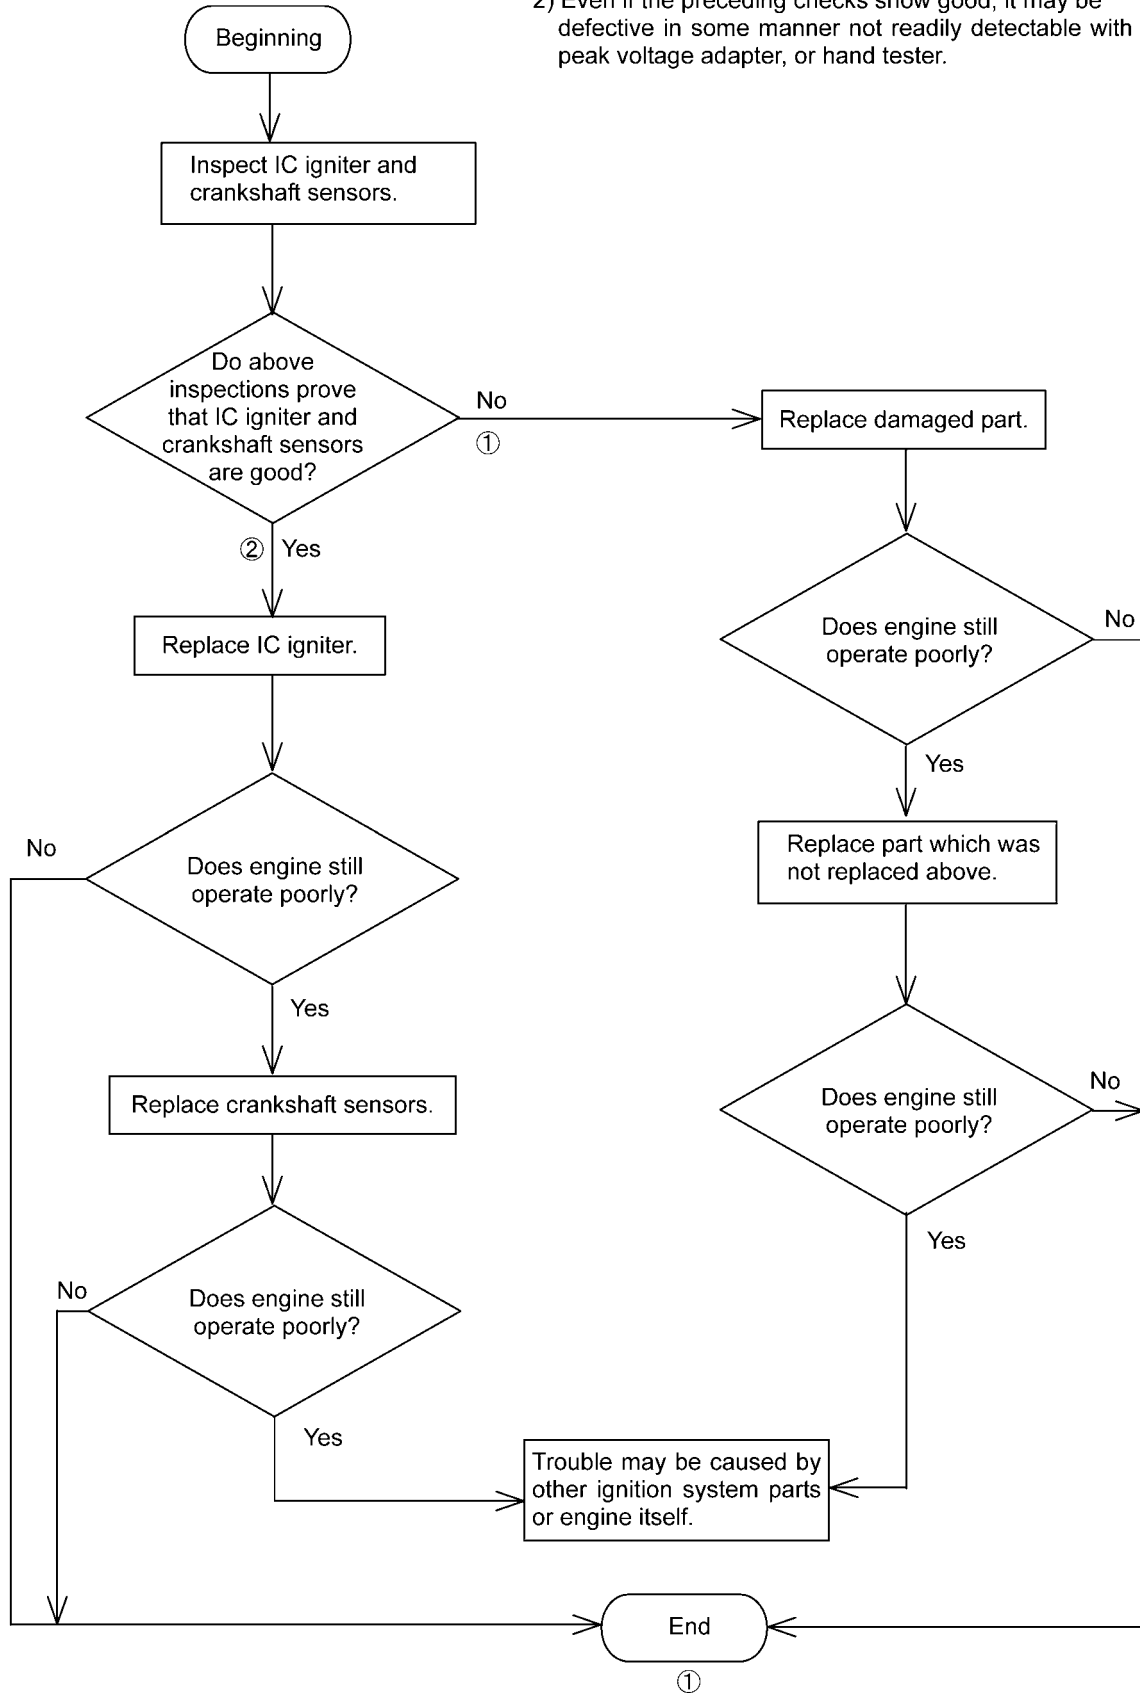 2) Even if the preceding checks show good, it may be
defective in some manner not readily detectable with
peak voltage adapter, or hand tester.
Beginning
Inspect IC igniter and
crankshaft sensors.
Do above
inspections prove
that IC igniter and
crankshaft sensors
are good?
No
①
Replace damaged part.
② Yes
Replace IC igniter.
Does engine still
operate poorly?
No
Yes
Replace part which was
not replaced above.
No
Does engine still
operate poorly?
Yes
Replace crankshaft sensors.
Does engine still
operate poorly?
No
Yes
No
Does engine still
operate poorly?
Yes
Trouble may be caused by
other ignition system parts
or engine itself.
End
①